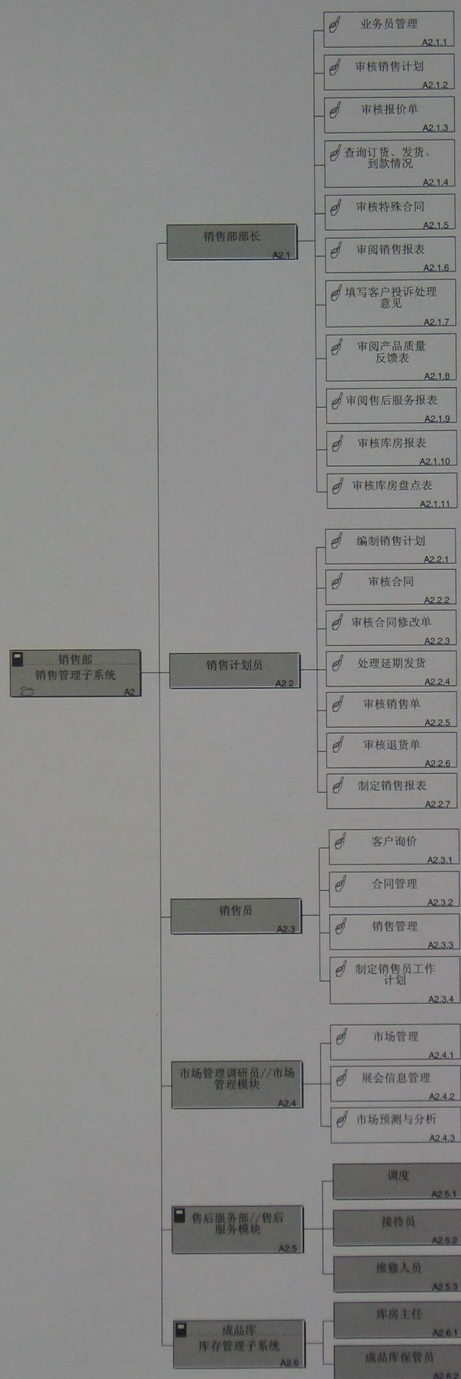 业务员管理
A2.1.1
审核销售计划
A2.1.2
审核报价单
A2.1.3
查询订货、发货、
到款情况
A2.1.4
审核特殊合同
A2.1.5
销售部部长
A2.1
审阅销售报表
A2.1.6
填写客户投诉处理
意见
A2.1.7
审阅产品质量
反馈表
A2.1.8
审阅售后服务报表
A2.1.9
审核库房报表
A2.1.10
审核库房盘点表
A2.1.11
编制销售计划
A2.2.1
审核合同
A2.2.2
审核合同修改单
A2.2.3
销售部
销售管理子系统
A2
销售计划员
A2.2
处理延期发货
A2.2.4
审核销售单
A2.2.5
审核退货单
A2.2.6
制定销售报表
A2.2.7
客户询价
A2.3.1
合同管理
A2.3.2
销售员
A2.3
销售管理
A2.3.3
制定销售员工作
计划
A2.3.4
市场管理
A2.4.1
市场管理调研员//市场
管理模块
A2.4
展会信息管理
A2.4.2
市场预测与分析
A2.4.3
调度
A2.5.1
售后服务部//售后
服务模块
A2.5
接待员
A2.5.2
维修人员
A2.5.3
库房主任
A2.6.1
成品库
库存管理子系统
A2.6
成品库保管员
A2.6.2